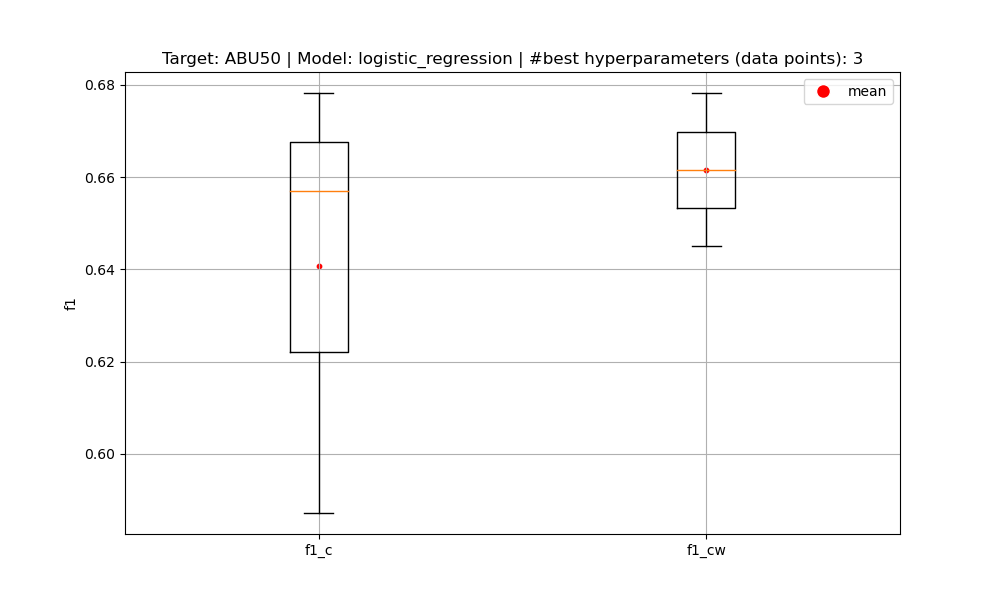 Target: ABU50 | Model: logistic_regression | #best hyperparameters (data points): 3
mean
0.68
0.66
0.64
0.62
0.60
f1
f1_c
f1_cw